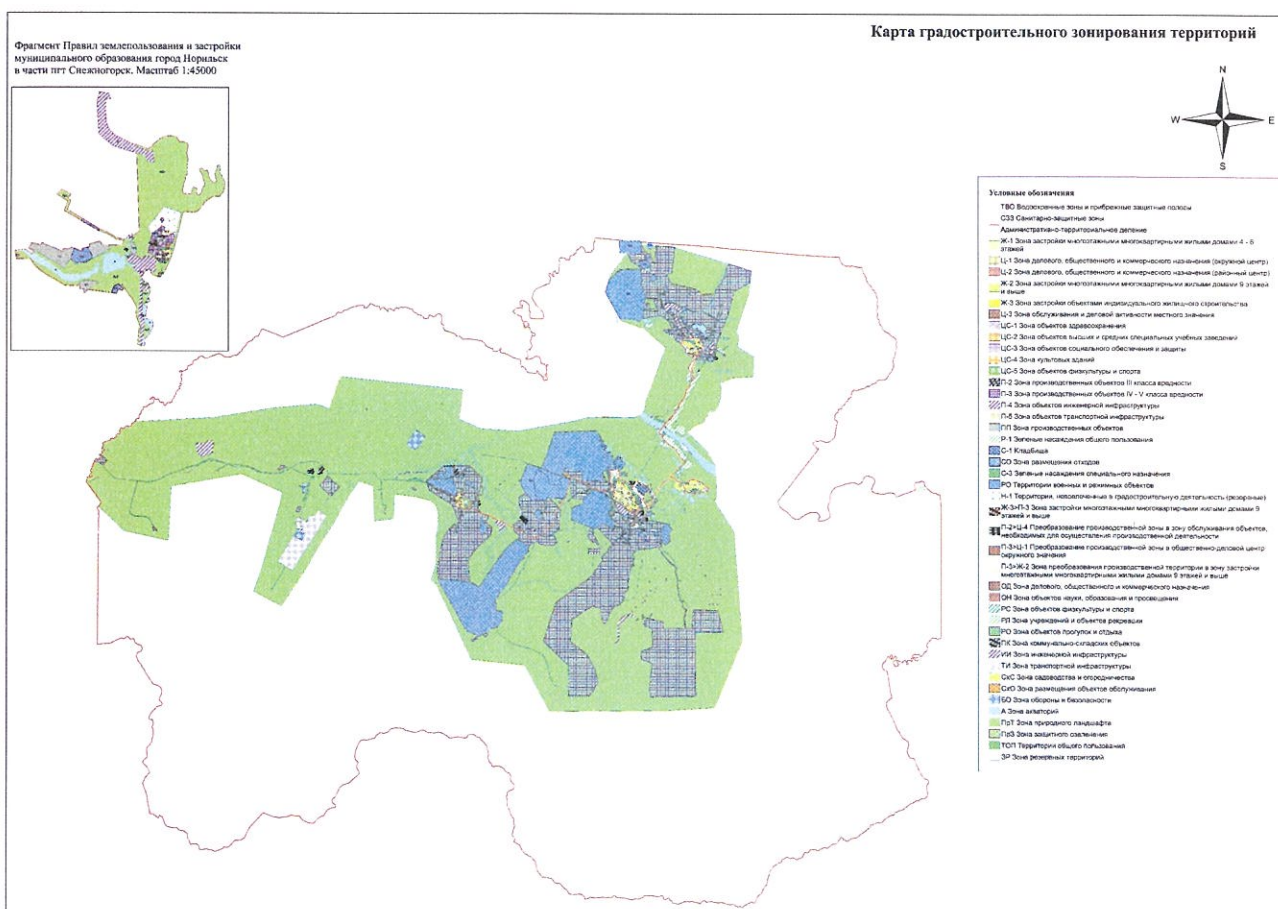 Карта градостроительного зонирования территорий
Фрагмент Правил землепользования и застройки
муниципального образования город Норильск
в части пгт Снежногорск. Масштаб 1:45000
N
W
E
S
Условные обозначения
ТВО Водоохранные зоны и прибрежные защитные полосы
СЗЗ Санитарно-защитные зоны
Административно-территориальное деление
Ж-1 Зона застройки многоэтажными многоквартирными жилыми домами 4 - 8
этажей
Ц-1 Зона делового, общественного и коммерческого назначения (окружной центр)
Ц-2 Зона делового, общественного и коммерческого назначения (районный центр)
Ж-2 Зона застройки многоэтажными многоквартирными жилыми домами 9 этажей
и выше
Ж-3 Зона застройки объектами индивидуального жилищного строительства
Ц-3 Зона обслуживания и деловой активности местного значения
ЦС-1 Зона объектов здравоохранения
ЦС-2 Зона объектов высших и средних специальных учебных заведений
ЦС-3 Зона объектов социального обеспечения и защиты
ЦС-4 Зона культовых зданий
ЦС-5 Зона объектов физкультуры и спорта
П-2 Зона производственных объектов III класса вредности
П-3 Зона производственных объектов IV - V класса вредности
П-4 Зона объектов инженерной инфраструктуры
П-5 Зона объектов транспортной инфраструктуры
ПП Зона производственных объектов
Р-1 Зеленые насаждения общего пользования
С-1 Кладбища
СО Зона размещения отходов
С-3 Зеленые насаждения специального назначения
РО Территории военных и режимных объектов
Н-1 Территории, невовлеченные в градостроительную деятельность (резервные)
Ж-3»П-3 Зона застройки многоэтажными многоквартирными жилыми домами 9
этажей и выше
П-2»Ц-4 Преобразование производственной зоны в зону обслуживания объектов,
необходимых для осуществления производственной деятельности
П-3»Ц-1 Преобразование производственной зоны в общественно-деловой центр
окружного значения
П-3»Ж-2 Зона преобразования производственной территории в зону застройки
многоэтажными многоквартирными жилыми домами 9 этажей и выше
ОД Зона делового, общественного и коммерческого назначения
ОН Зона объектов науки, образования и просвещения
РС Зона объектов физкультуры и спорта
РЛ Зона учреждений и объектов рекреации
РО Зона объектов прогулок и отдыха
ПК Зона коммунально-складских объектов
ИИ Зона инженерной инфраструктуры
ТИ Зона транспортной инфраструктуры
СхС Зона садоводства и огородничества
СхО Зона размещения объектов обслуживания
БО Зона обороны и безопасности
А Зона акваторий
ПрТ Зона природного ландшафта
ПрЗ Зона защитного озеленения
ТОП Территории общего пользования
ЗР Зона резервных территорий